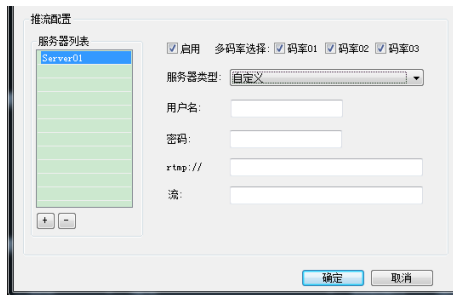 推流配置
服务器列表
Server01
启用 多码率选择: 码率01 码率02 码率03
服务器类型: 自定义
用户名:
密码:
rtmp://
流:
+ -
确定 取消